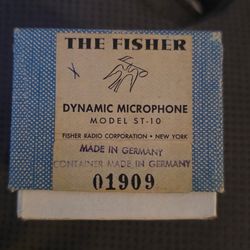 THE FISHER
DYNAMIC MICROPHONE
MODEL ST-10
FISHER RADIO CORPORATION • NEW YORK
MADE IN GERMANY
CONTAINER MADE IN GERMANY
01909